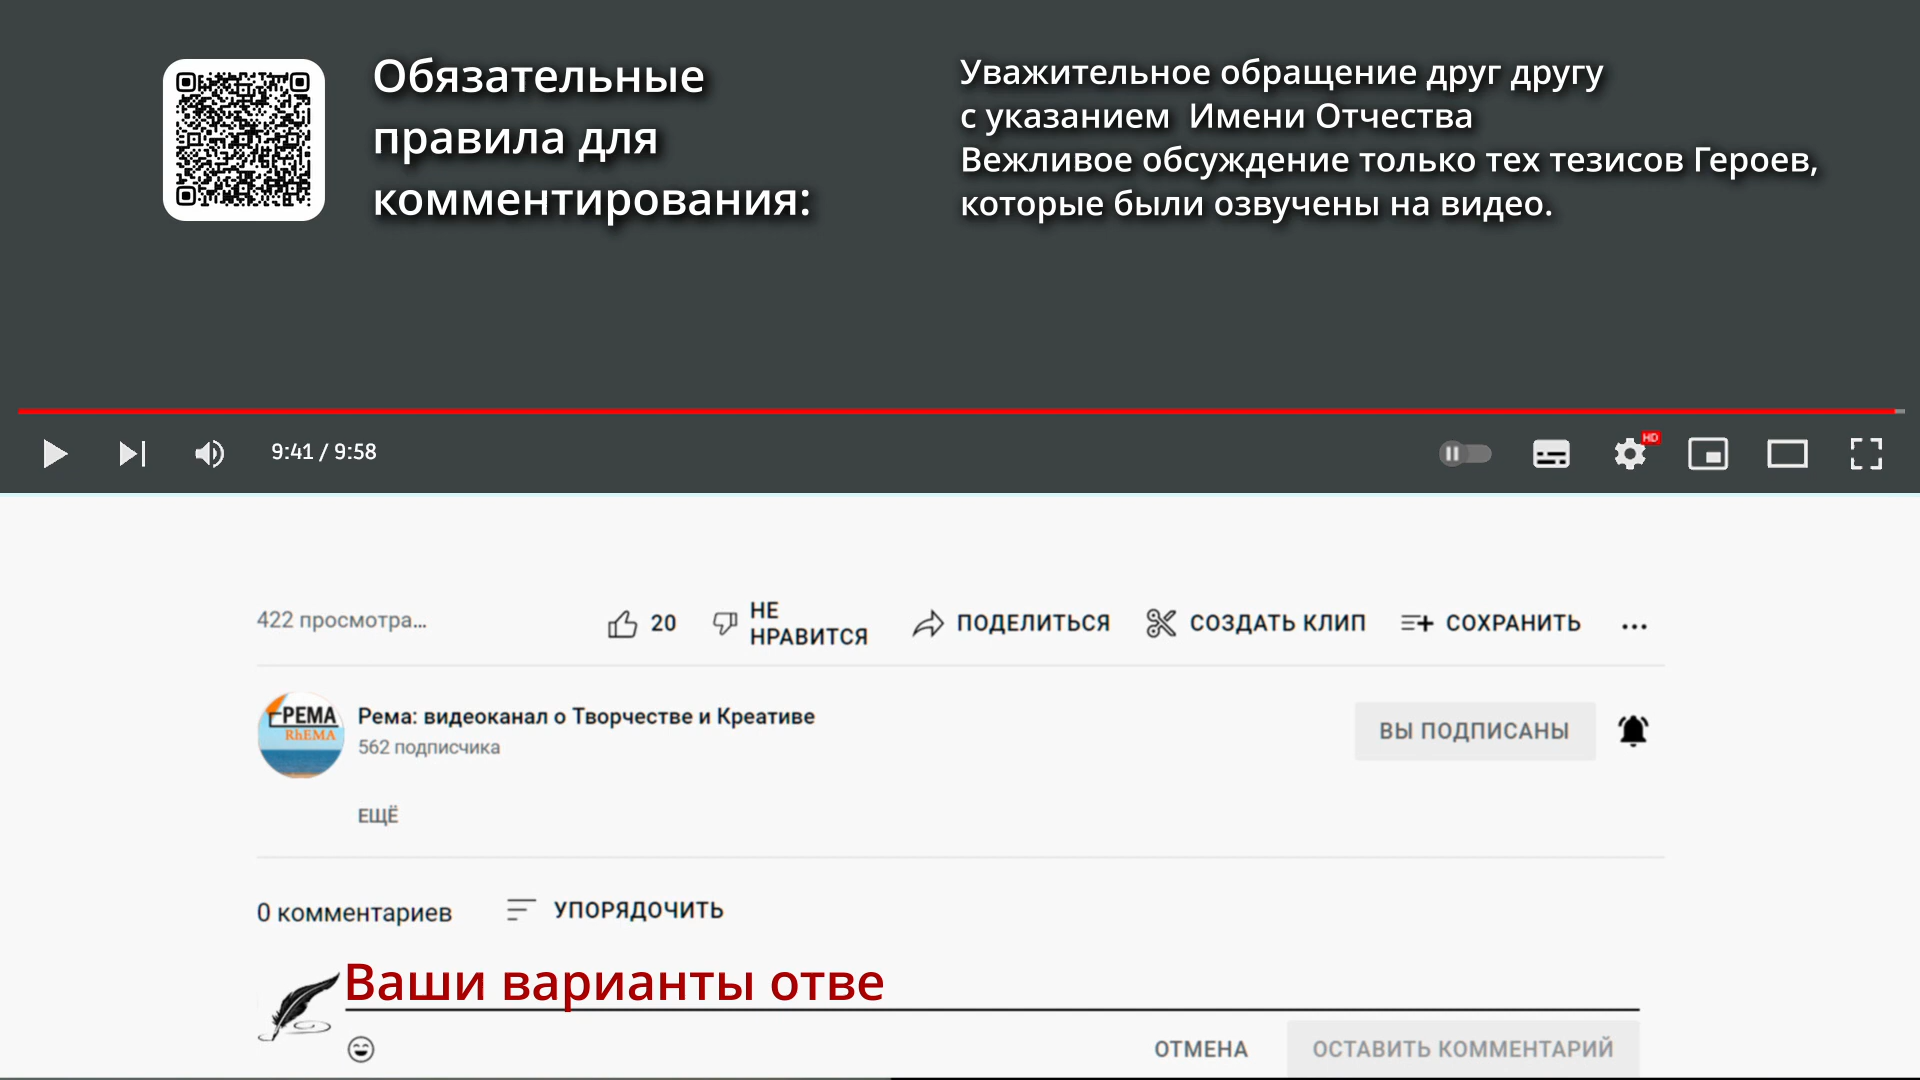 Обязательные
правила для
комментирования:
Уважительное обращение друг другу
с указанием Имени Отчества
Вежливое обсуждение только тех тезисов Героев,
которые были озвучены на видео.
9:41 / 9:58
HD
422 просмотра...
20
НЕ
НРАВИТСЯ
ПОДЕЛИТЬСЯ
СОЗДАТЬ КЛИП
СОХРАНИТЬ
РЕМА
RhEMA
Рема: видеоканал о Творчестве и Креативе
562 подписчика
ВЫ ПОДПИСАНЫ
ЕЩЁ
0 комментариев
УПОРЯДОЧИТЬ
Ваши варианты отве
ОТМЕНА
ОСТАВИТЬ КОММЕНТАРИЙ